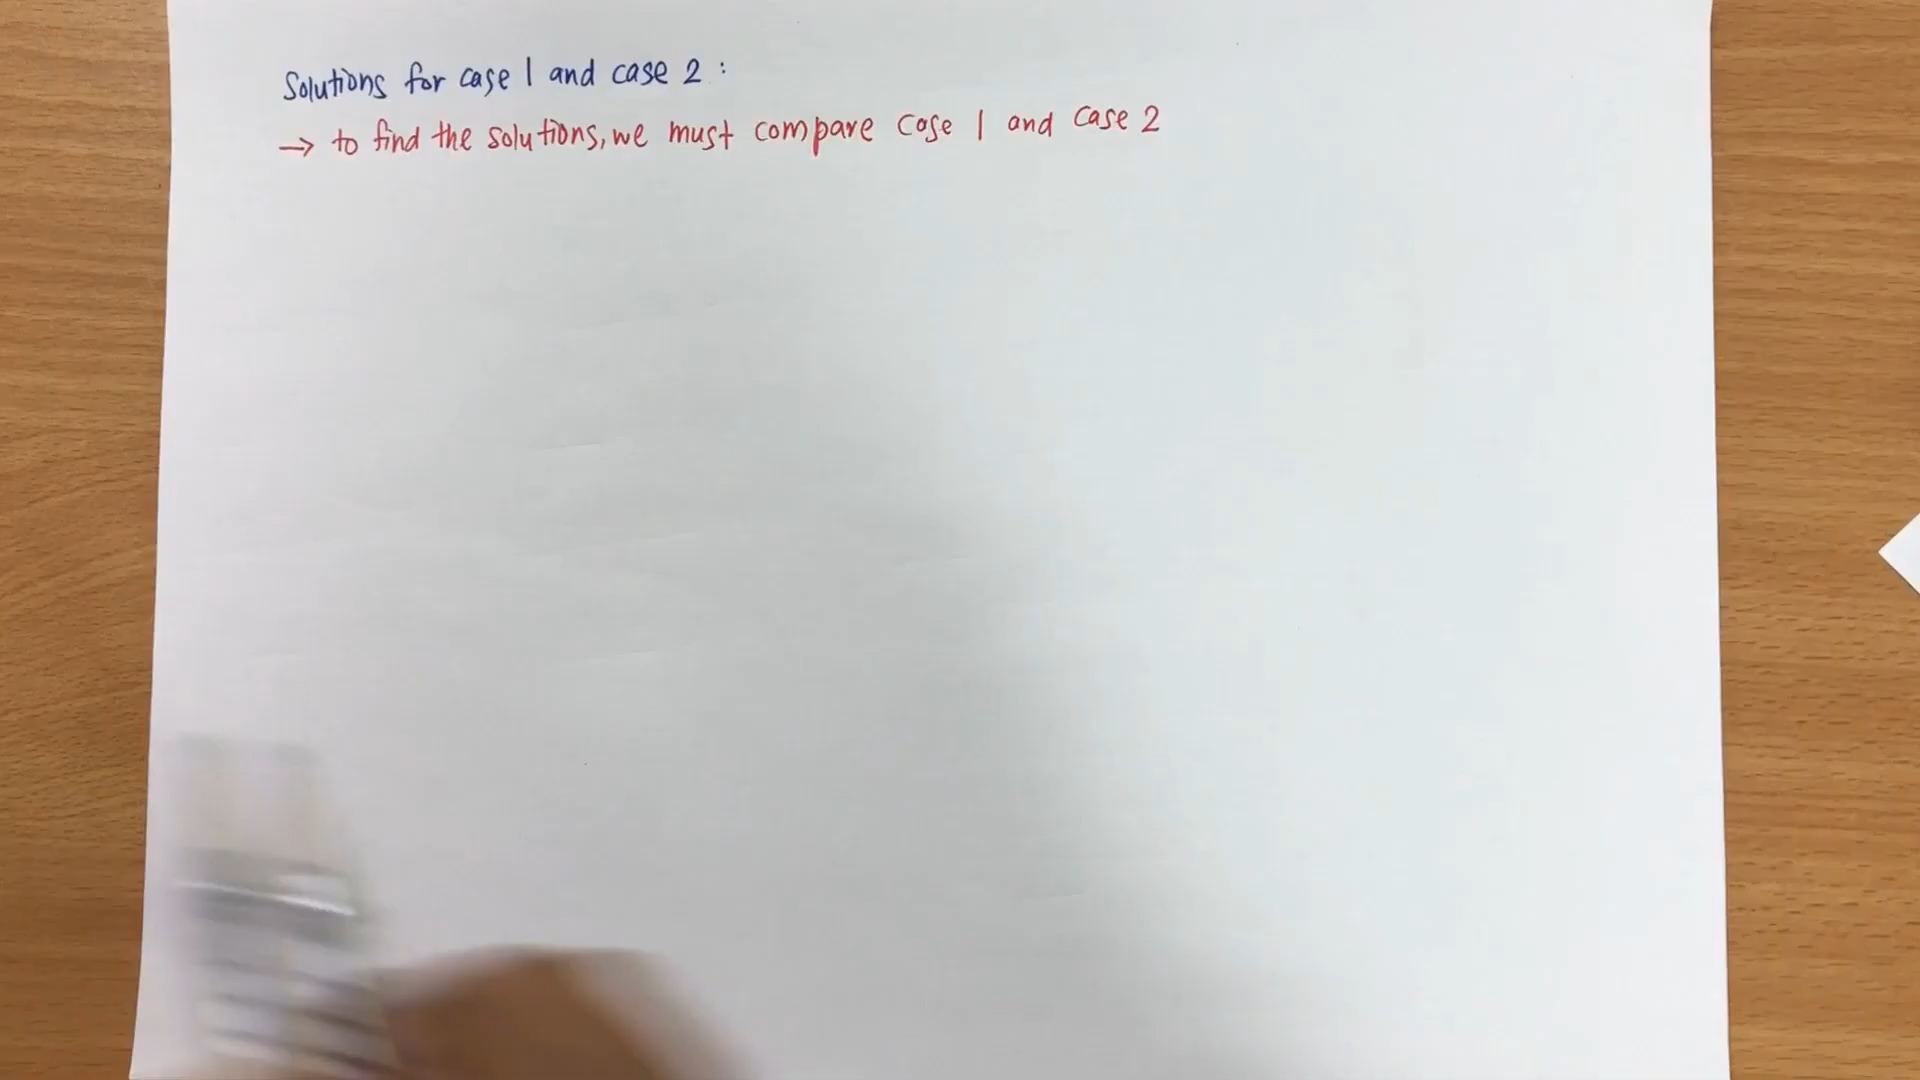 Solutions for case 1 and case 2 :
→ to find the solutions, we must compare case 1 and case 2